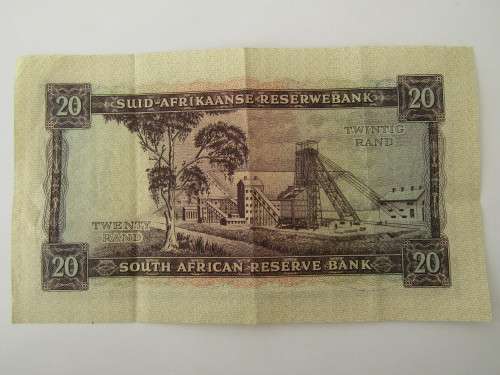 20 SUID-AFRIKAANSE RESERWEBANK 20
TWINTIG
RAND
TWENTY
RAND
20 SOUTH AFRICAN RESERVE BANK 20